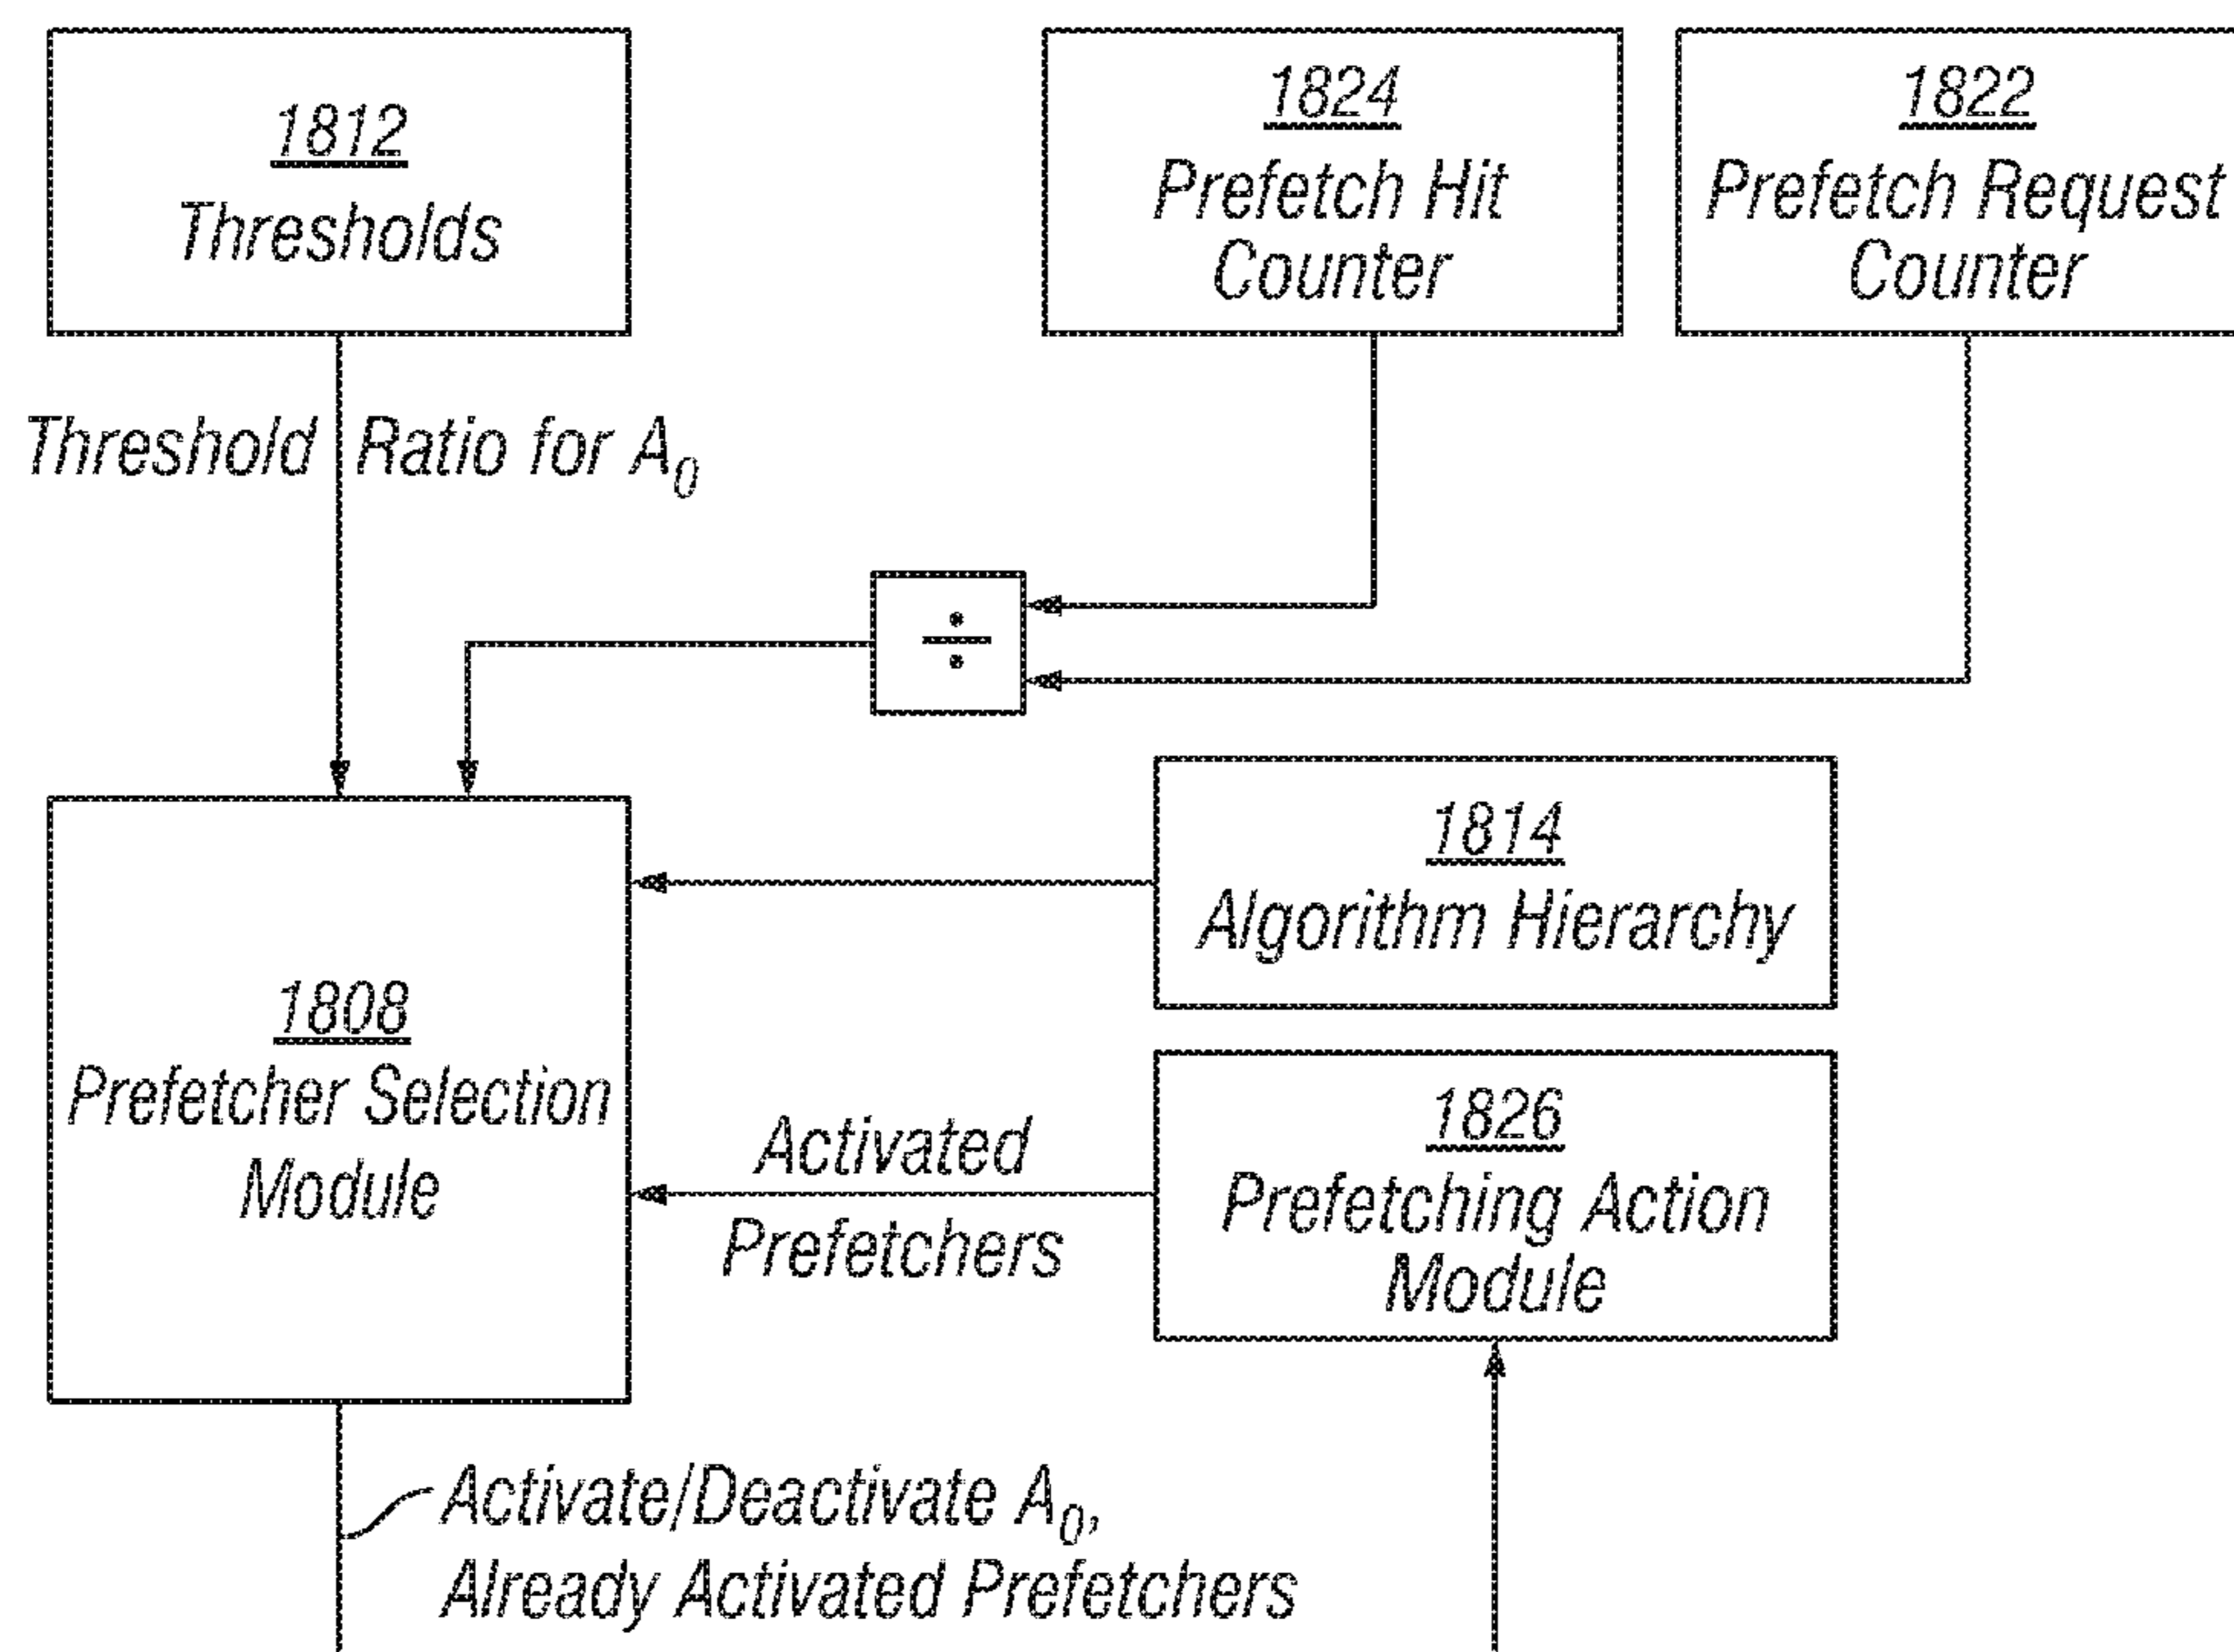 1812
Thresholds
1824
Prefetch Hit
Counter
1822
Prefetch Request
Counter
Threshold Ratio for A₀
÷
1814
Algorithm Hierarchy
1808
Prefetcher Selection
Module
Activated
Prefetchers
1826
Prefetching Action
Module
Activate/Deactivate A₀,
Already Activated Prefetchers